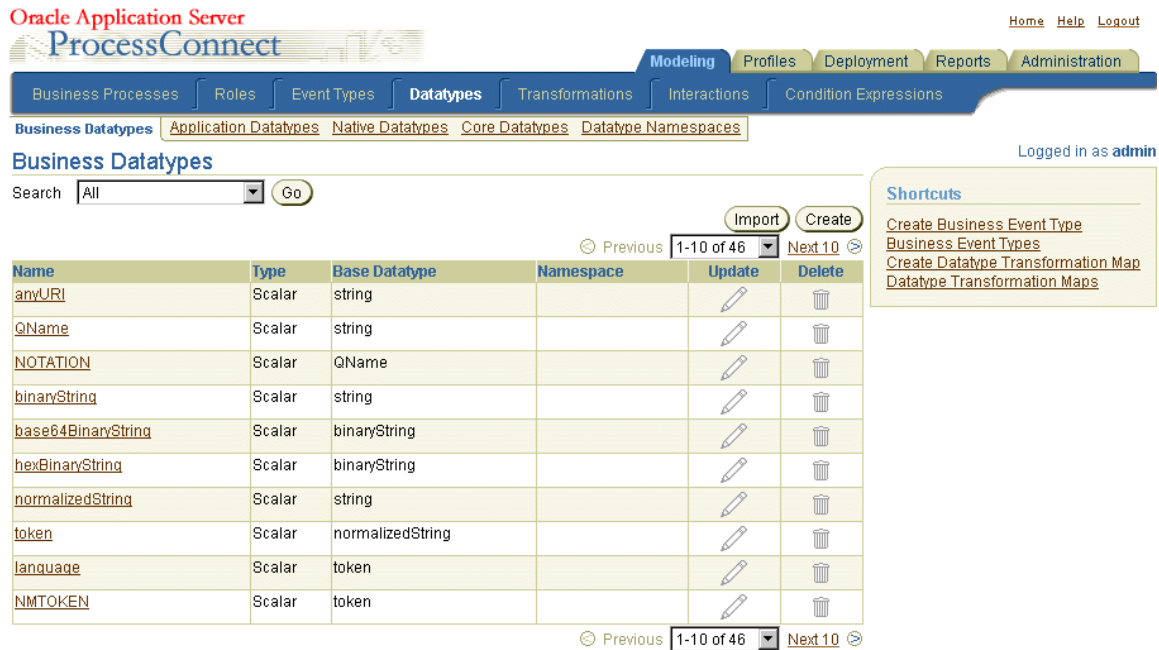 Oracle Application Server
ProcessConnect
Home Help Logout
Modeling Profiles Deployment Reports Administration
Business Processes Roles Event Types Datatypes Transformations Interactions Condition Expressions
Business Datatypes Application Datatypes Native Datatypes Core Datatypes Datatype Namespaces
Logged in as admin
Business Datatypes
Search All Go
Import Create
Previous 1-10 of 46 Next 10
Name Type Base Datatype Namespace Update Delete
anyURI Scalar string
QName Scalar string
NOTATION Scalar QName
binaryString Scalar string
base64BinaryString Scalar binaryString
hexBinaryString Scalar binaryString
normalizedString Scalar string
token Scalar normalizedString
language Scalar token
NMTOKEN Scalar token
Previous 1-10 of 46 Next 10
Shortcuts
Create Business Event Type
Business Event Types
Create Datatype Transformation Map
Datatype Transformation Maps